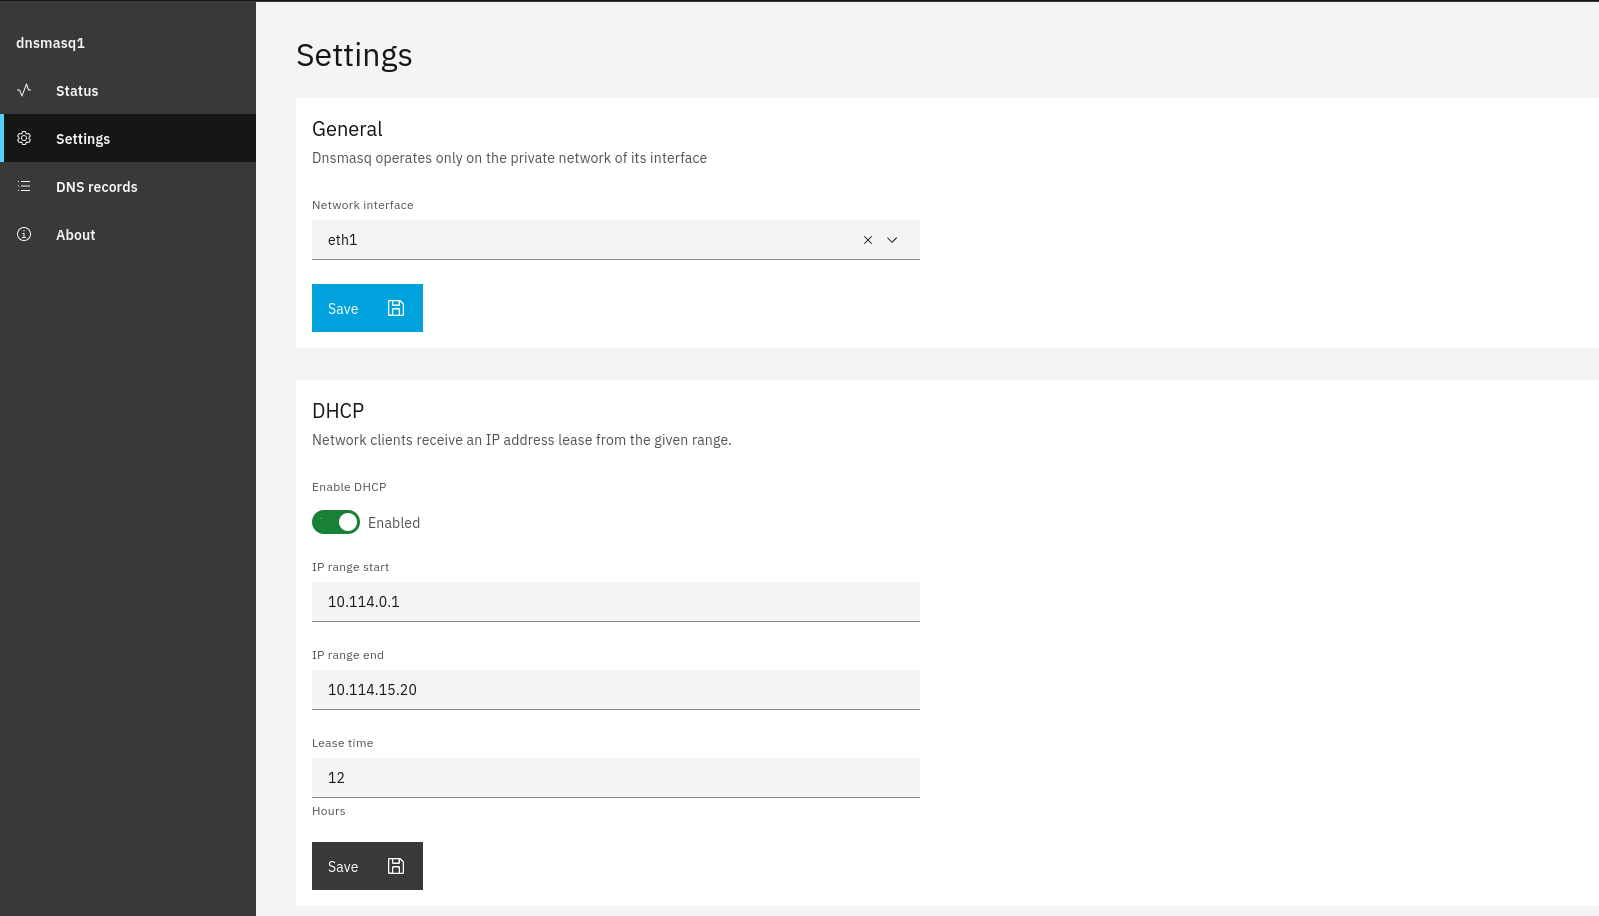 dnsmasq1
Status
Settings
DNS records
About
Settings
General
Dnsmasq operates only on the private network of its interface
Network interface
eth1
Save
DHCP
Network clients receive an IP address lease from the given range.
Enable DHCP
Enabled
IP range start
10.114.0.1
IP range end
10.114.15.20
Lease time
12
Hours
Save